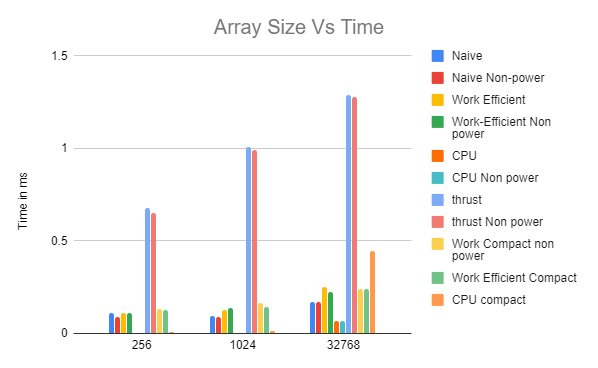 Array Size Vs Time
1.5
1
0.5
0
Time in ms
256
1024
32768
Naive
Naive Non-power
Work Efficient
Work-Efficient Non
power
CPU
CPU Non power
thrust
thrust Non power
Work Compact non
power
Work Efficient Compact
CPU compact